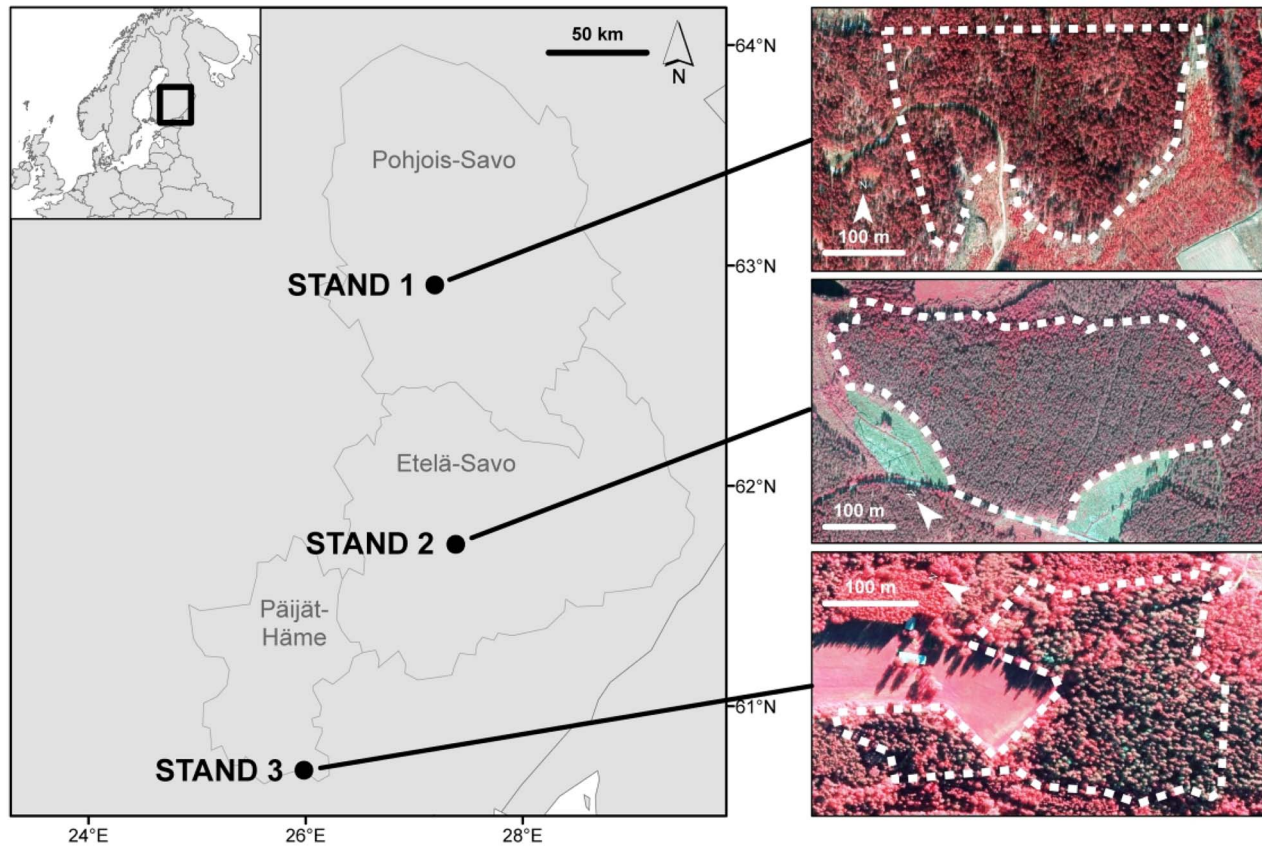 50 km
N
64°N
Pohjois-Savo
N
100 m
STAND 1
63°N
Etelä-Savo
62°N
100 m
STAND 2
Päijät-
Häme
100 m
61°N
STAND 3
24°E
26°E
28°E